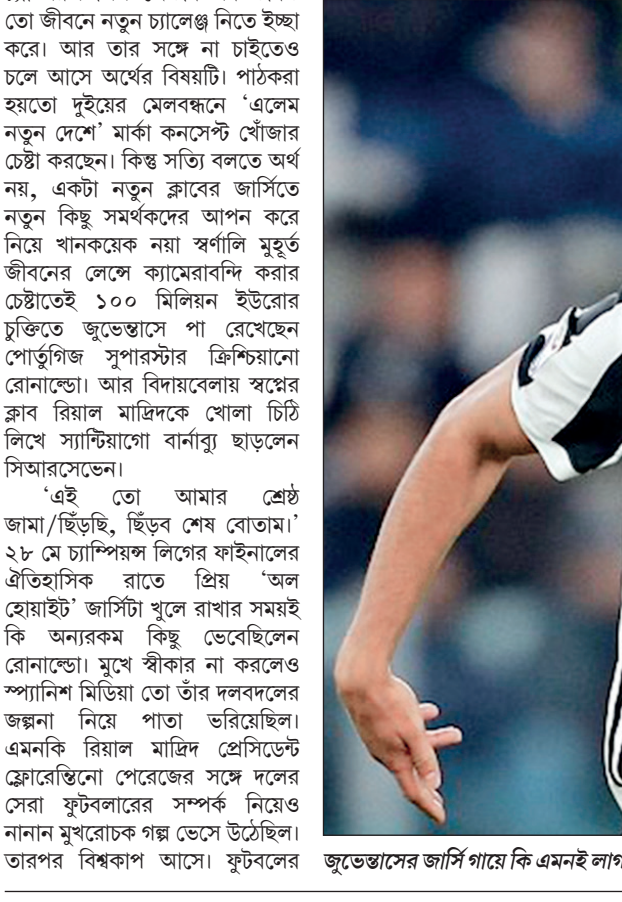 তো জীবনে নতুন চ্যালেঞ্জ নিতে ইচ্ছা
করে। আর তার সঙ্গে না চাইতেও
চলে আসে অর্থের বিষয়টি। পাঠকরা
হয়তো দুইয়ের মেলবন্ধনে ‘এলেম
নতুন দেশে’ মার্কা কনসেপ্ট খোঁজার
চেষ্টা করছেন। কিন্তু সত্যি বলতে অর্থ
নয়, একটা নতুন ক্লাবের জার্সিতে
নতুন কিছু সমর্থকদের আপন করে
নিয়ে খানকয়েক নয়া স্বর্ণালি মুহূর্ত
জীবনের লেন্সে ক্যামেরাবন্দি করার
চেষ্টাতেই ১০০ মিলিয়ন ইউরোর
চুক্তিতে জুভেন্তাসে পা রেখেছেন
পোর্তুগিজ সুপারস্টার ক্রিশ্চিয়ানো
রোনাল্ডো। আর বিদায়বেলায় স্বপ্নের
ক্লাব রিয়াল মাদ্রিদকে খোলা চিঠি
লিখে স্যান্টিয়াগো বার্নাব্যু ছাড়লেন
সিআরসেভেন।
‘এই তো আমার শ্রেষ্ঠ
জামা/ছিঁড়ছি, ছিঁড়ব শেষ বোতাম।’
২৮ মে চ্যাম্পিয়ন্স লিগের ফাইনালের
ঐতিহাসিক রাতে প্রিয় ‘অল
হোয়াইট’ জার্সিটা খুলে রাখার সময়ই
কি অন্যরকম কিছু ভেবেছিলেন
রোনাল্ডো। মুখে স্বীকার না করলেও
স্প্যানিশ মিডিয়া তো তাঁর দলবদলের
জল্পনা নিয়ে পাতা ভরিয়েছিল।
এমনকি রিয়াল মাদ্রিদ প্রেসিডেন্ট
ফ্লোরেন্তিনো পেরেজের সঙ্গে দলের
সেরা ফুটবলারের সম্পর্ক নিয়েও
নানান মুখরোচক গল্প ভেসে উঠেছিল।
তারপর বিশ্বকাপ আসে। ফুটবলের
জুভেন্তাসের জার্সি গায়ে কি এমনই